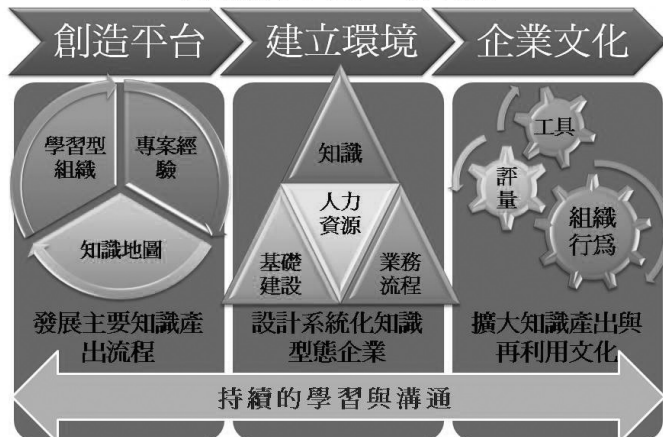 創造平台
建立環境
企業文化
學習型
組織
專案經
驗
知識地圖
發展主要知識產
出流程
知識
人力
資源
基礎
建設
業務
流程
設計系統化知識
型態企業
工具
評
量
組織
行為
擴大知識產出與
再利用文化
持續的學習與溝通